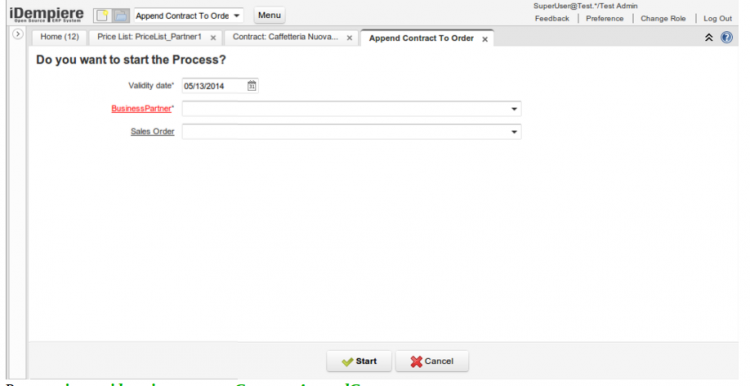 SuperUser@Test.*/Test Admin
iDempiere
Open Source ERP System
Append Contract To Orde
Menu
Feedback | Preference | Change Role | Log Out
Home (12)
Price List: PriceList_Partner1 x
Contract: Caffetteria Nuova... x
Append Contract To Order x
Do you want to start the Process?
Validity date* 05/13/2014
BusinessPartner*
Sales Order
Start
Cancel